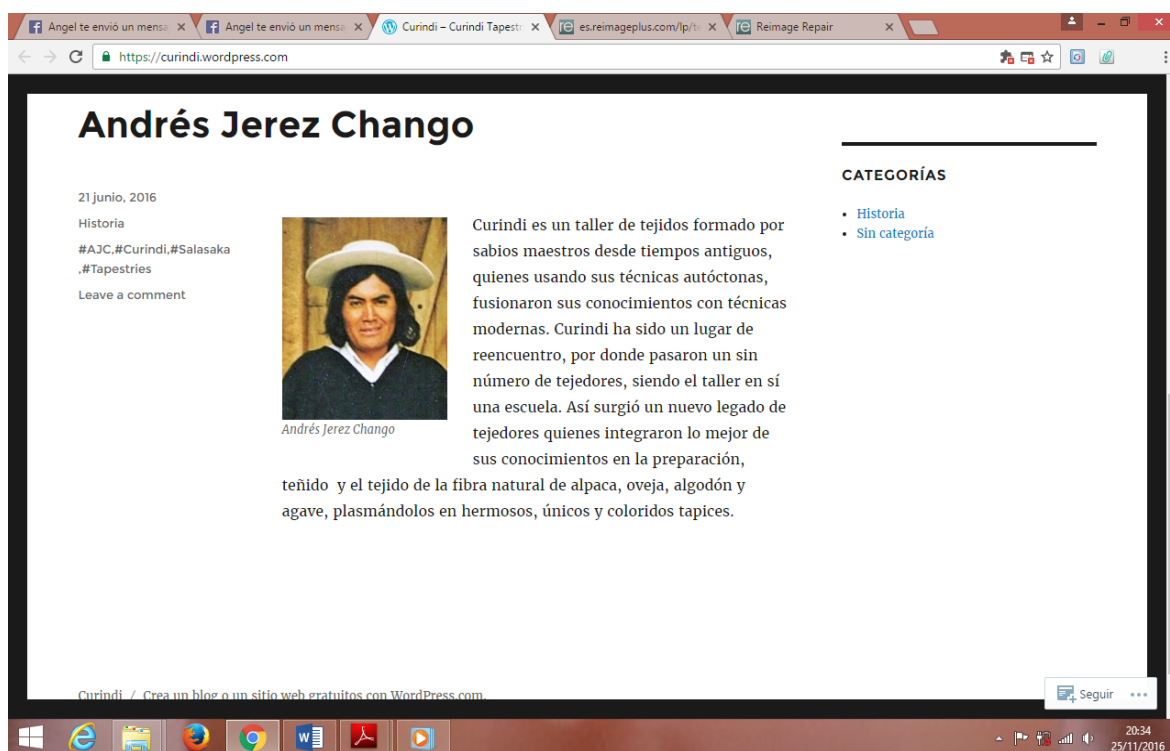 Angel te envió un mensa
Angel te envió un mensa
Curindi – Curindi Tapestr
es.reimageplus.com/lp/t
Reimage Repair
https://curindi.wordpress.com
Andrés Jerez Chango
21 junio, 2016
Historia
#AJC,#Curindi,#Salasaka
,#Tapestries
Leave a comment
Andrés Jerez Chango
Curindi es un taller de tejidos formado por
sabios maestros desde tiempos antiguos,
quienes usando sus técnicas autóctonas,
fusionaron sus conocimientos con técnicas
modernas. Curindi ha sido un lugar de
reencuentro, por donde pasaron un sin
número de tejedores, siendo el taller en sí
una escuela. Así surgió un nuevo legado de
tejedores quienes integraron lo mejor de
sus conocimientos en la preparación,
teñido  y el tejido de la fibra natural de alpaca, oveja, algodón y
agave, plasmándolos en hermosos, únicos y coloridos tapices.
CATEGORÍAS
Historia
Sin categoría
Curindi / Crea un blog o un sitio web gratuitos con WordPress.com.
Seguir
20:34
25/11/2016